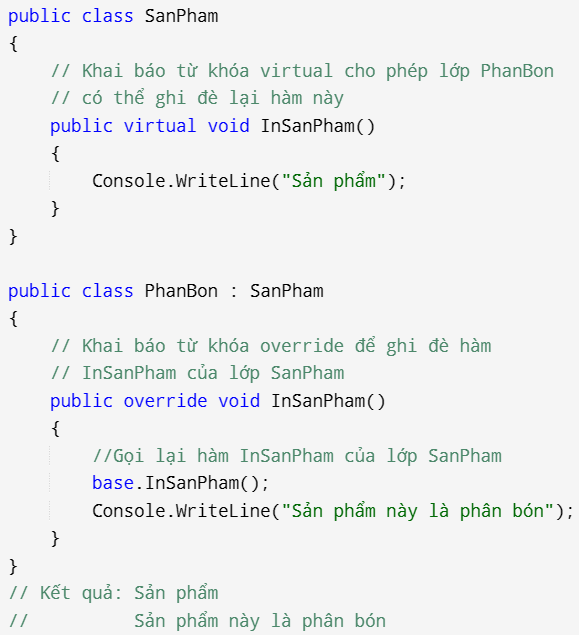 public class SanPham
{
    // Khai báo từ khóa virtual cho phép lớp PhanBon
    // có thể ghi đè lại hàm này
    public virtual void InSanPham()
    {
        Console.WriteLine("Sản phẩm");
    }
}

public class PhanBon : SanPham
{
    // Khai báo từ khóa override để ghi đè hàm
    // InSanPham của lớp SanPham
    public override void InSanPham()
    {
        //Gọi lại hàm InSanPham của lớp SanPham
        base.InSanPham();
        Console.WriteLine("Sản phẩm này là phân bón");
    }
}
// Kết quả: Sản phẩm
//          Sản phẩm này là phân bón